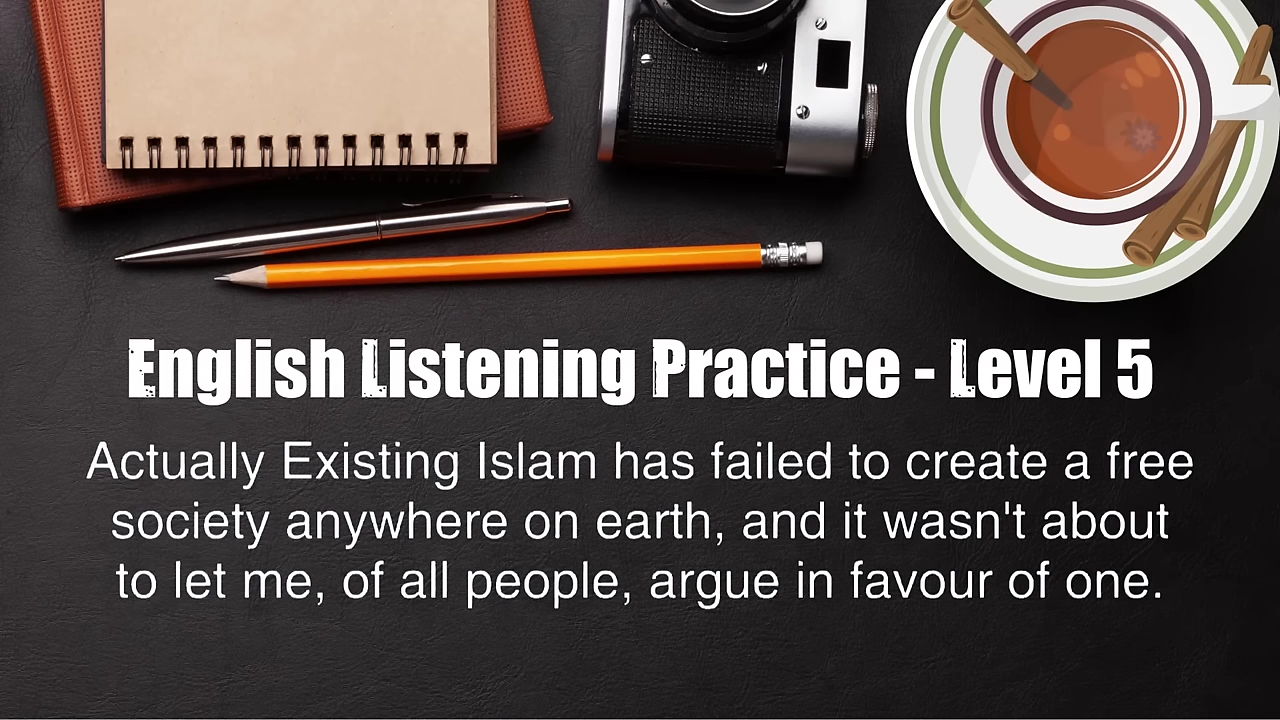 English Listening Practice - Level 5
Actually Existing Islam has failed to create a free
society anywhere on earth, and it wasn't about
to let me, of all people, argue in favour of one.